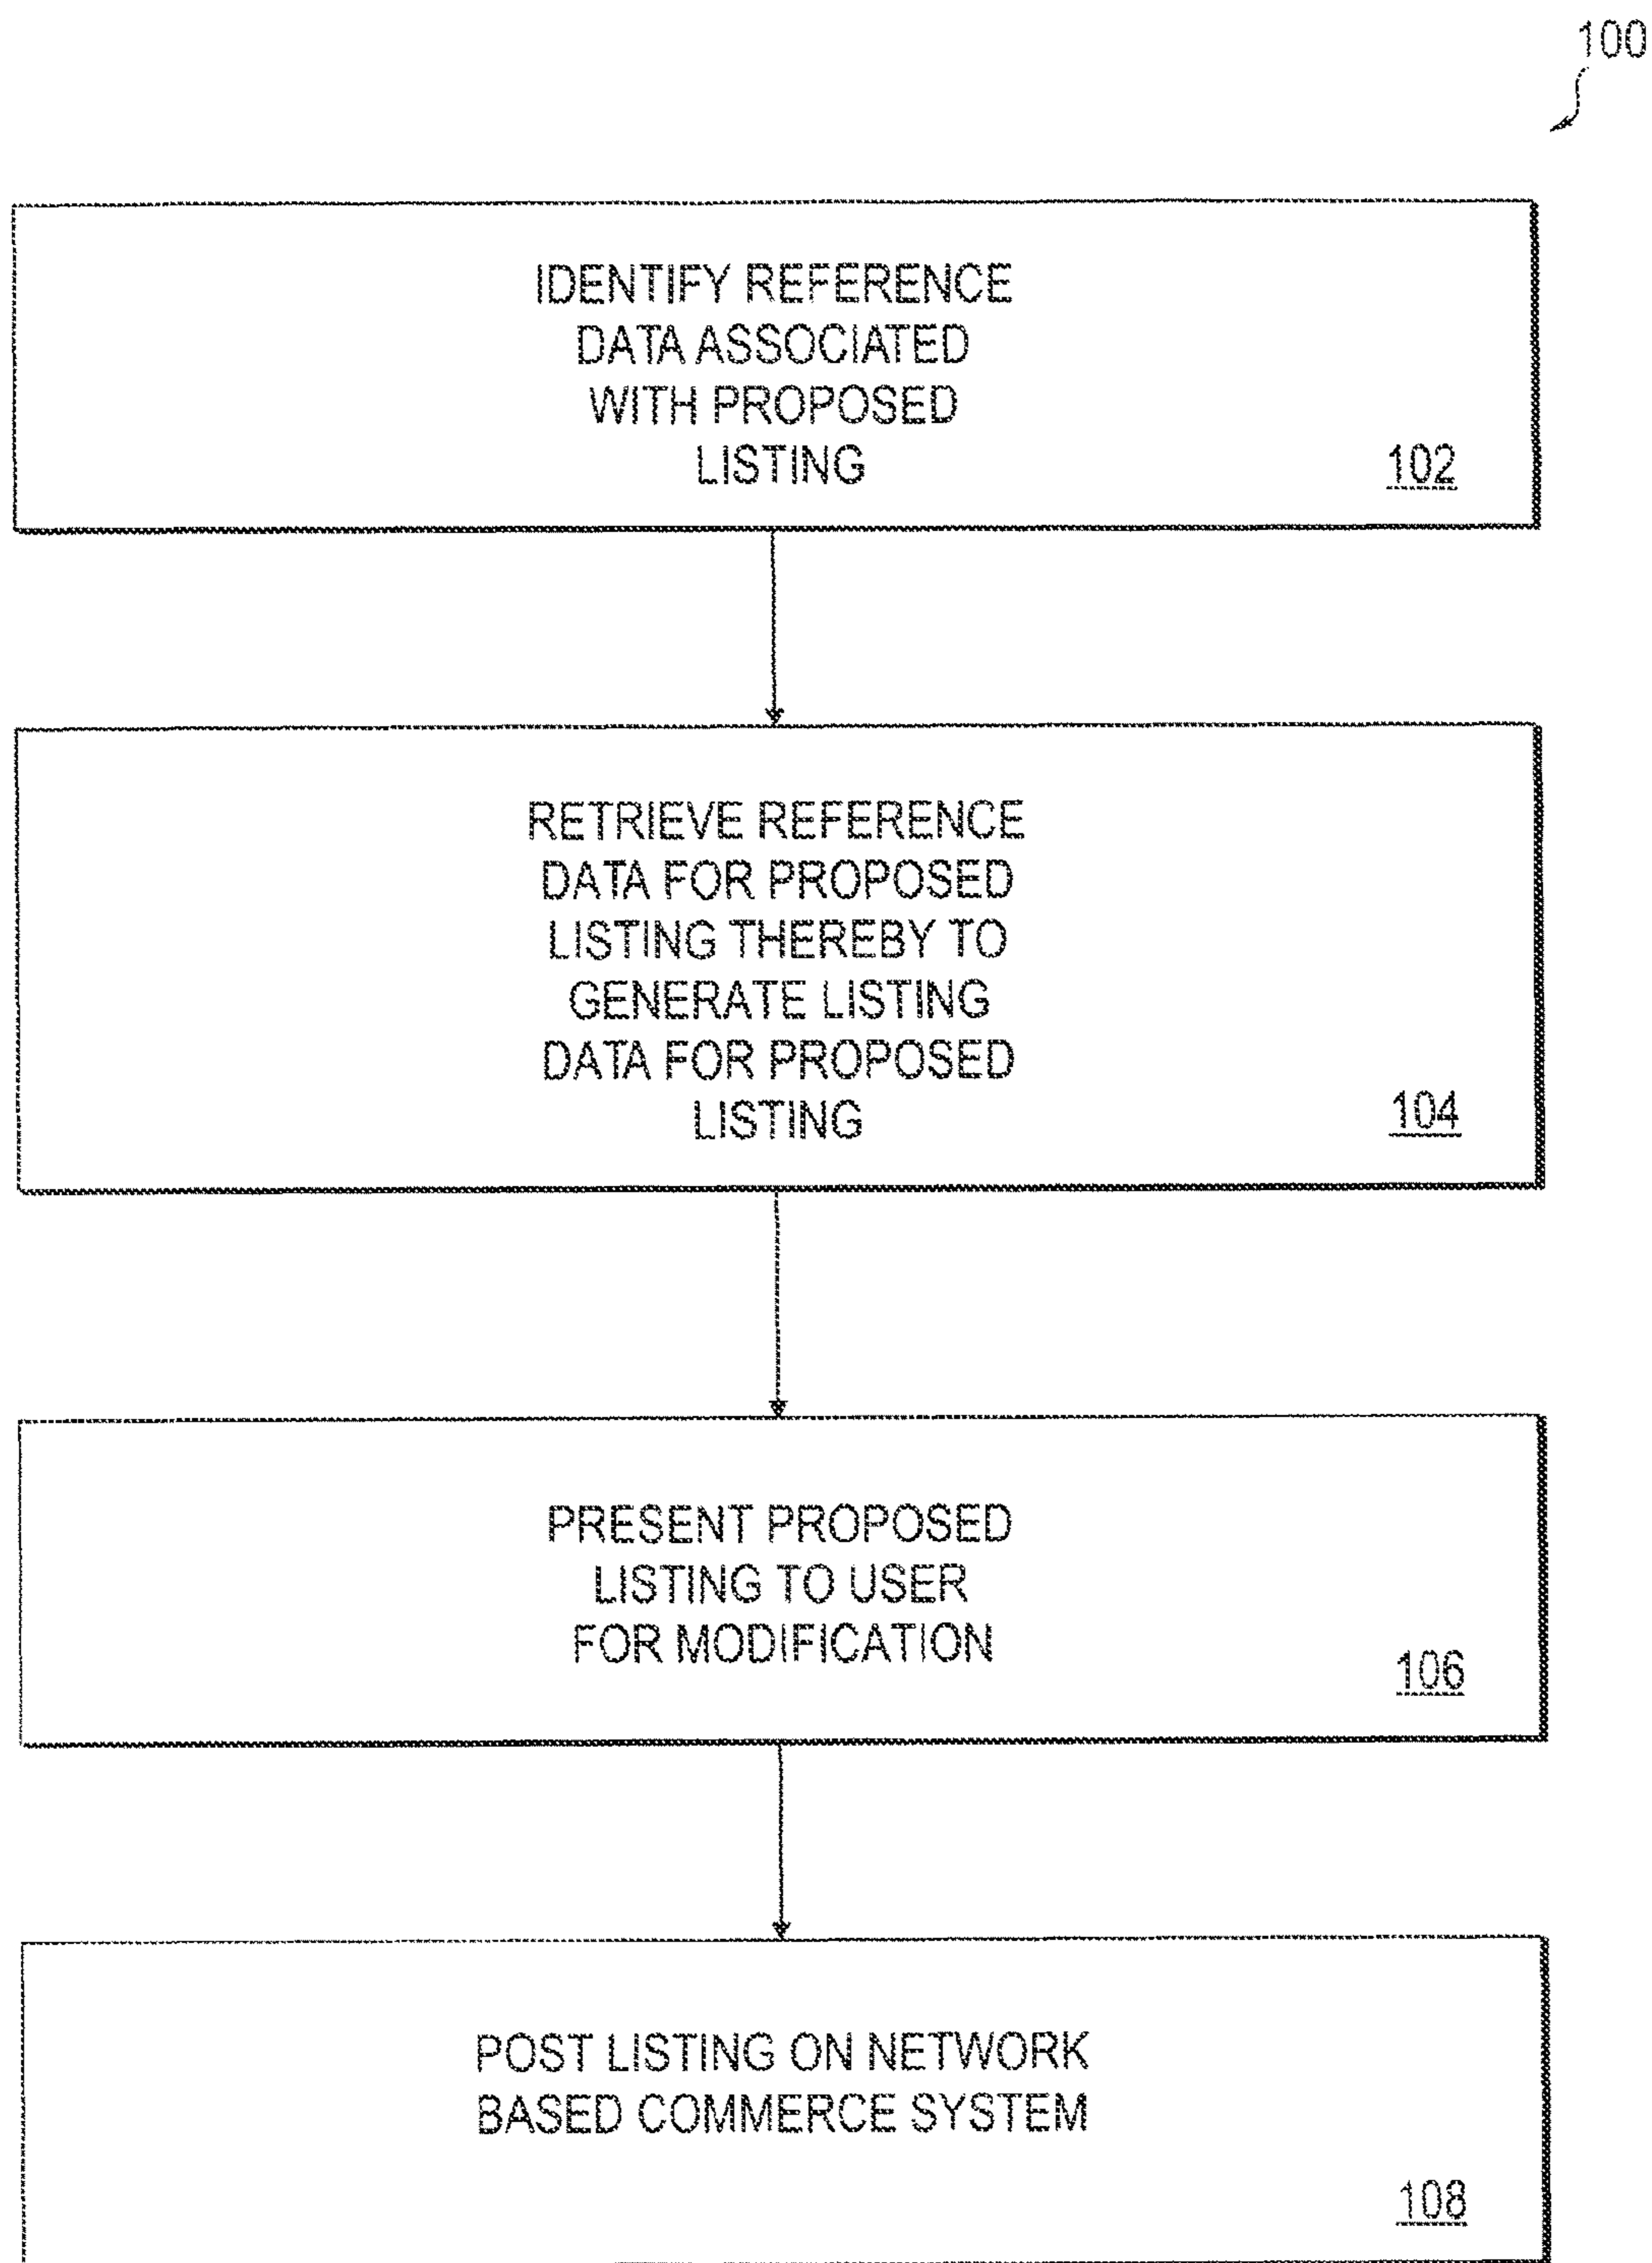 100
IDENTIFY REFERENCE
DATA ASSOCIATED
WITH PROPOSED
LISTING
102
RETRIEVE REFERENCE
DATA FOR PROPOSED
LISTING THEREBY TO
GENERATE LISTING
DATA FOR PROPOSED
LISTING
104
PRESENT PROPOSED
LISTING TO USER
FOR MODIFICATION
106
POST LISTING ON NETWORK
BASED COMMERCE SYSTEM
108